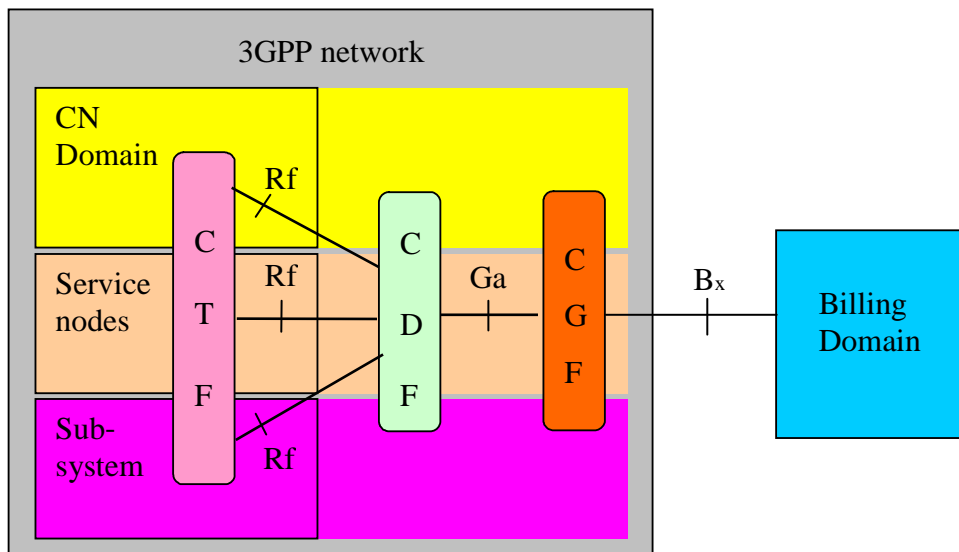 3GPP network
CN
Domain
Rf
C
T
F
Service
nodes
Rf
Sub-
system
Rf
C
D
F
Ga
C
G
F
Bx
Billing
Domain